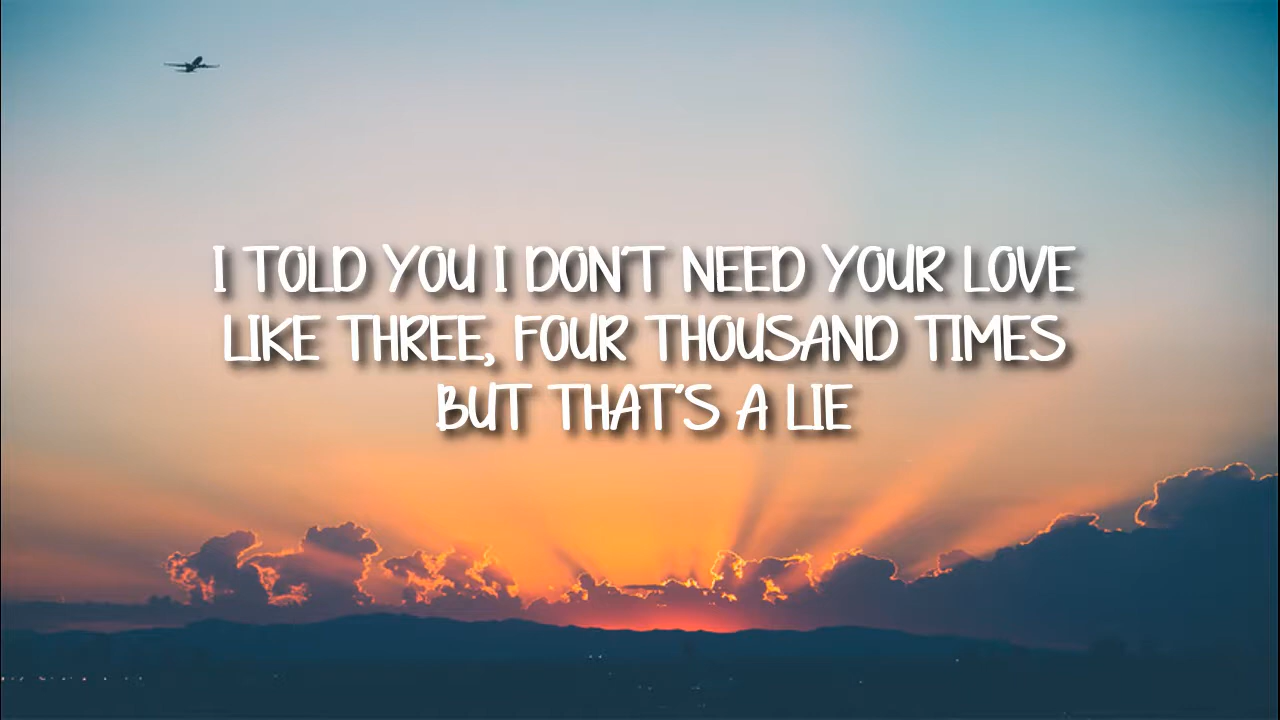 I TOLD YOU I DON'T NEED YOUR LOVE
LIKE THREE, FOUR THOUSAND TIMES
BUT THAT'S A LIE